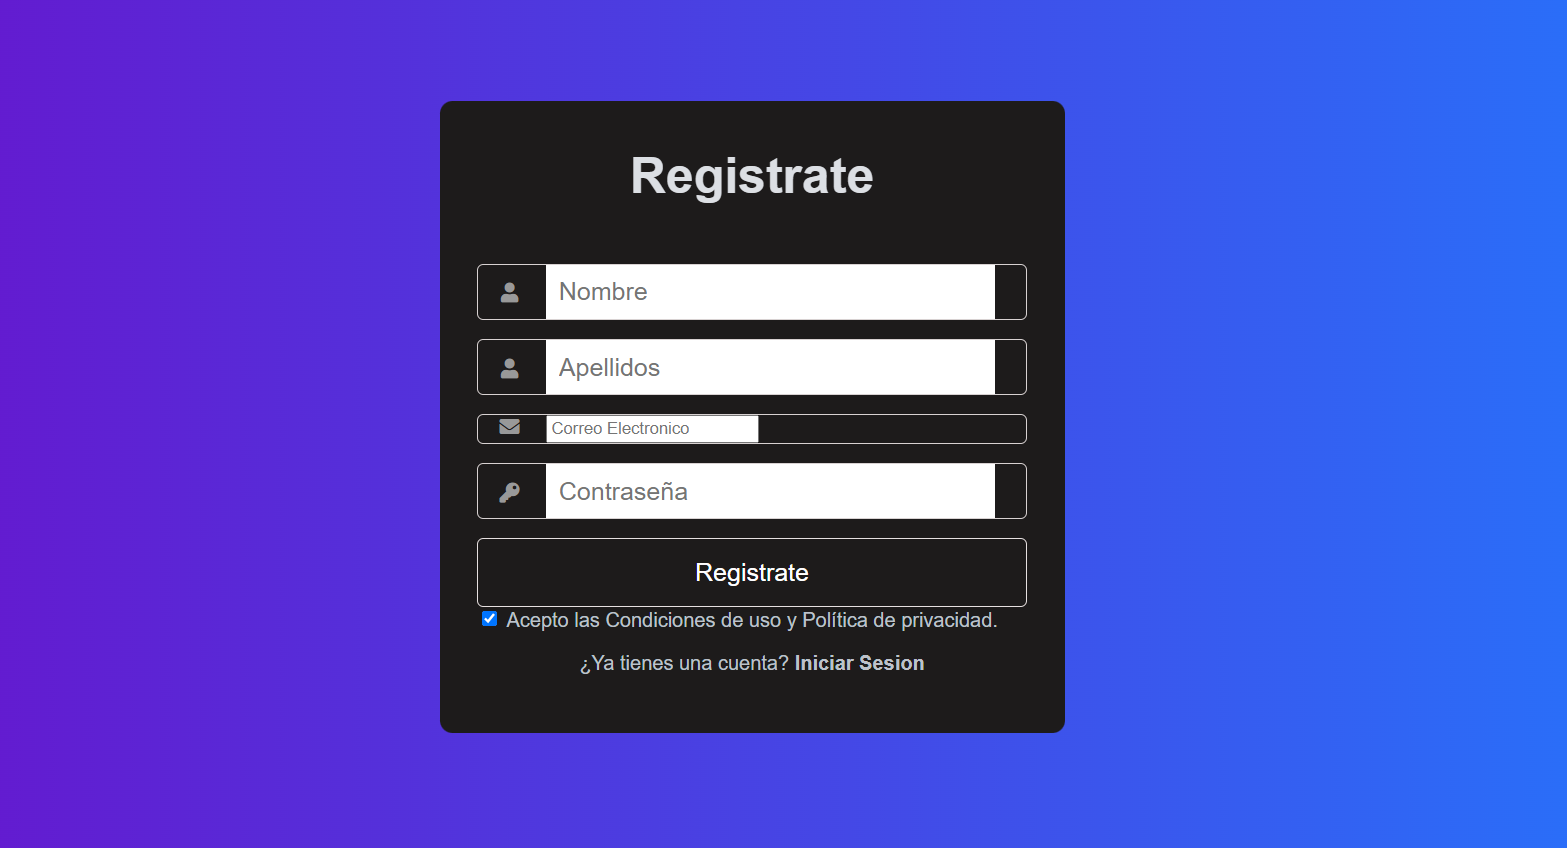 Registrate
Nombre
Apellidos
Correo Electronico
Contraseña
Registrate
Acepto las Condiciones de uso y Política de privacidad.
¿Ya tienes una cuenta? Iniciar Sesion